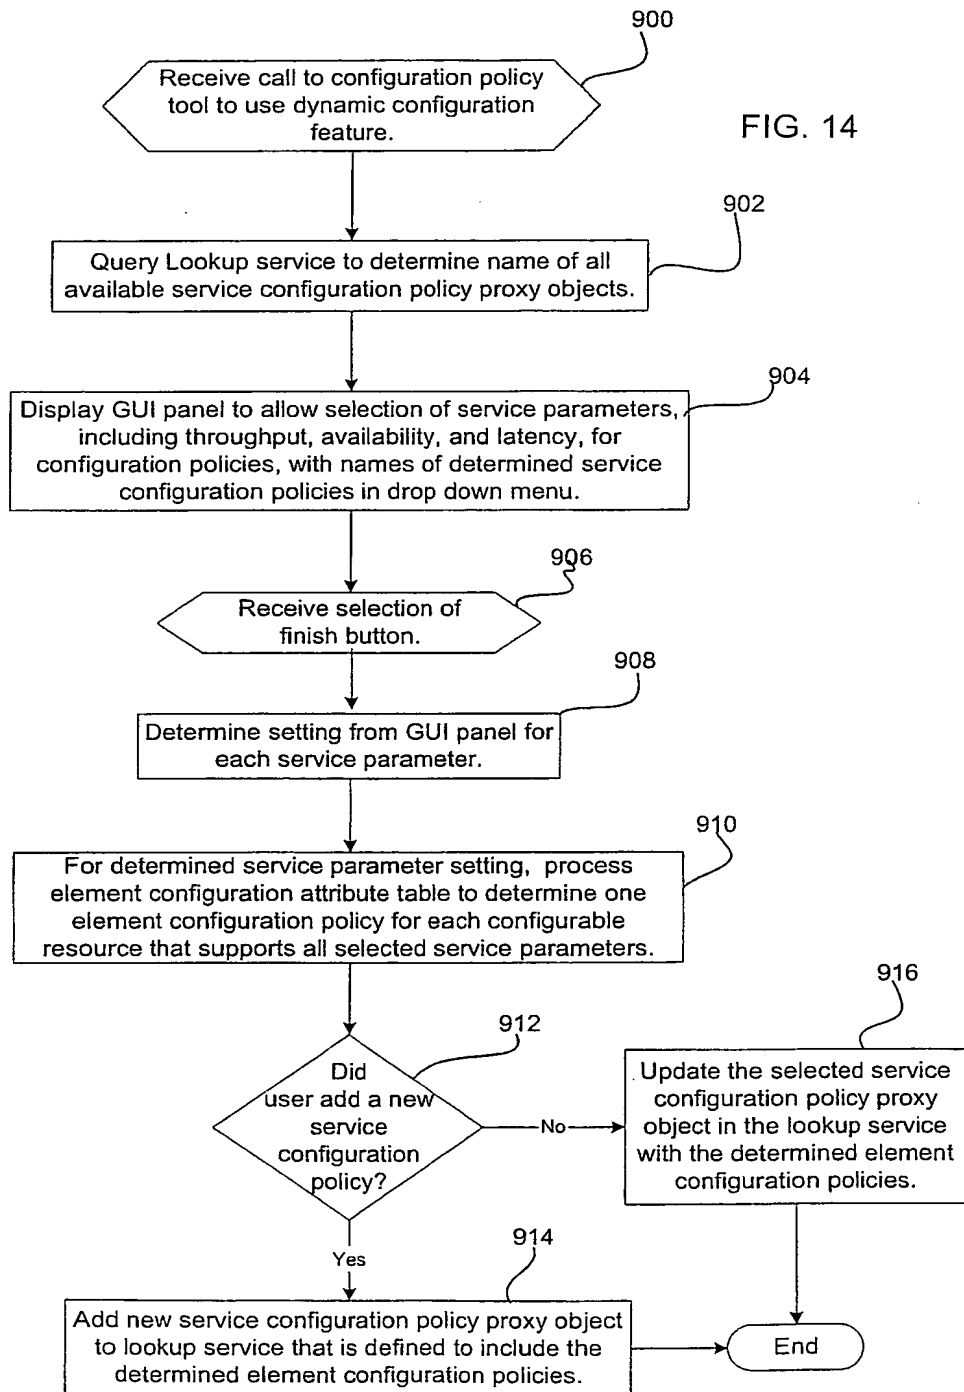 900
Receive call to configuration policy
tool to use dynamic configuration
feature.
FIG. 14
902
Query Lookup service to determine name of all
available service configuration policy proxy objects.
904
Display GUI panel to allow selection of service parameters,
including throughput, availability, and latency, for
configuration policies, with names of determined service
configuration policies in drop down menu.
906
Receive selection of
finish button.
908
Determine setting from GUI panel for
each service parameter.
910
For determined service parameter setting, process
element configuration attribute table to determine one
element configuration policy for each configurable
resource that supports all selected service parameters.
912
Did
user add a new
service
configuration
policy?
No
916
Update the selected service
configuration policy proxy
object in the lookup service
with the determined element
configuration policies.
Yes
914
Add new service configuration policy proxy object
to lookup service that is defined to include the
determined element configuration policies.
End